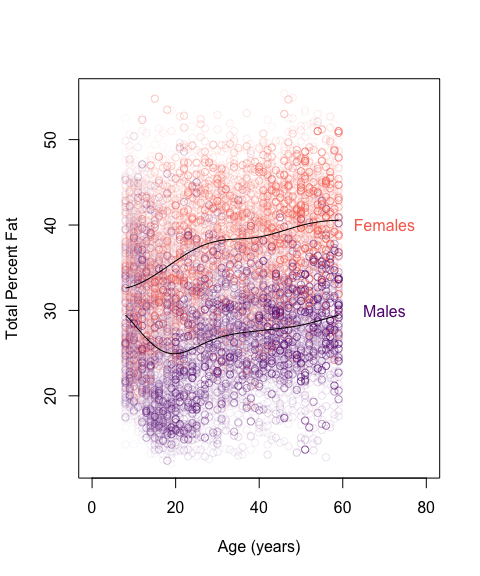 Total Percent Fat
50
40
30
20
Females
Males
0 20 40 60 80
Age (years)